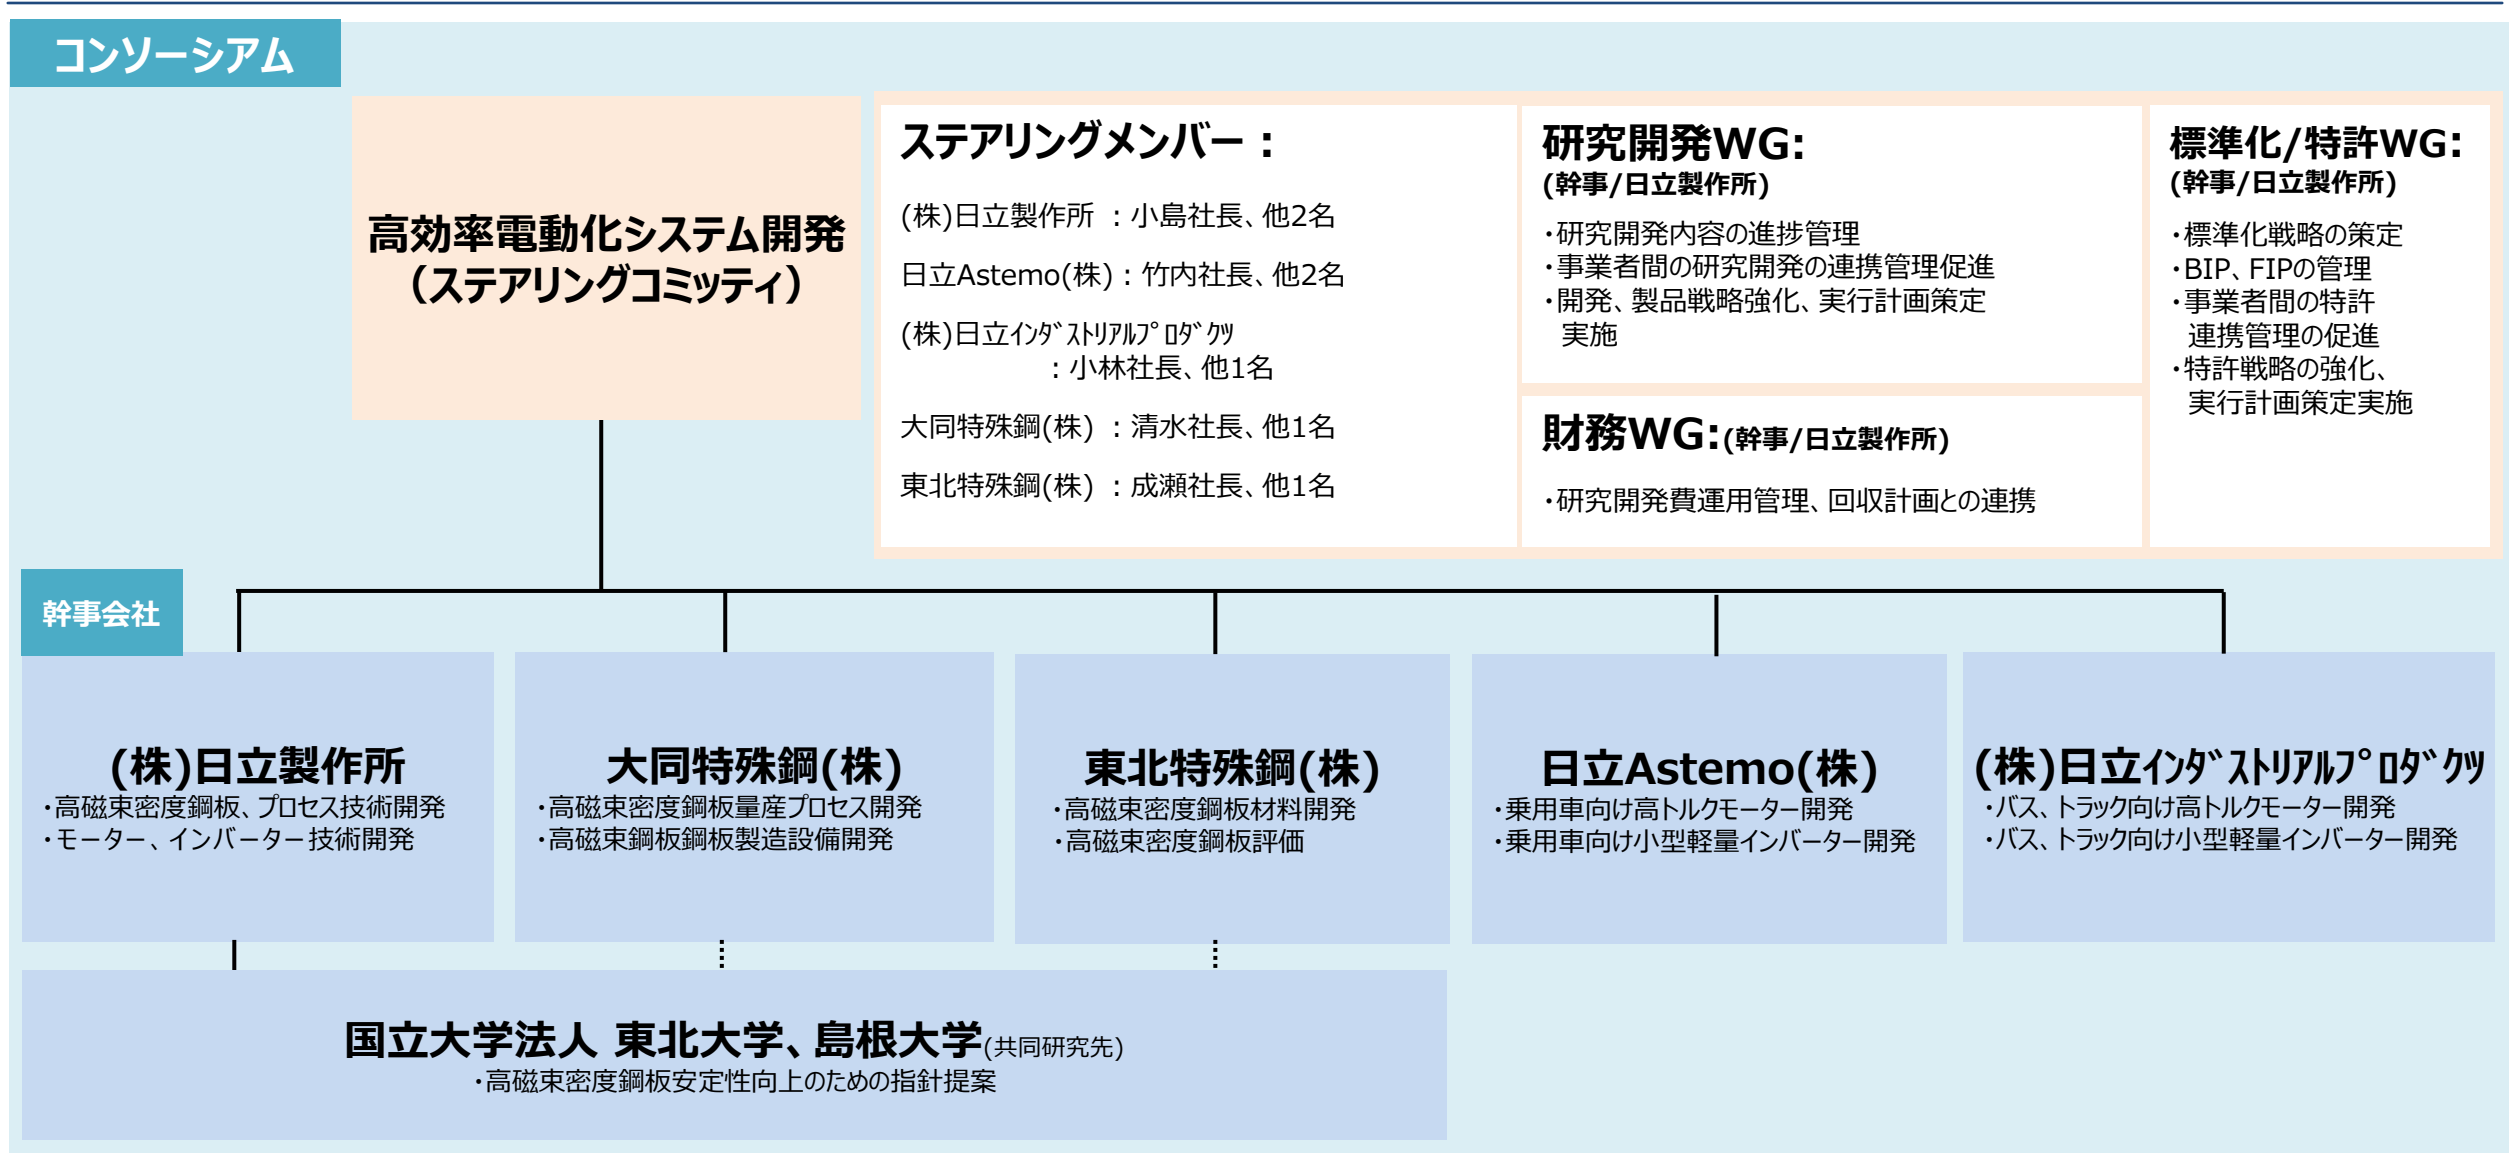 コンソーシアム
高効率電動化システム開発
（ステアリングコミッティ）
ステアリングメンバー：
(株)日立製作所 ：小島社長、他2名
日立Astemo(株)：竹内社長、他2名
(株)日立ｲﾝﾀﾞｽﾄﾘｱﾙﾌﾟﾛﾀﾞｸﾂ
：小林社長、他1名
大同特殊鋼(株) ：清水社長、他1名
東北特殊鋼(株) ：成瀬社長、他1名
研究開発WG:
(幹事/日立製作所)
・研究開発内容の進捗管理
・事業者間の研究開発の連携管理促進
・開発、製品戦略強化、実行計画策定
実施
財務WG:(幹事/日立製作所)
・研究開発費運用管理、回収計画との連携
標準化/特許WG:
(幹事/日立製作所)
・標準化戦略の策定
・BIP、FIPの管理
・事業者間の特許
連携管理の促進
・特許戦略の強化、
実行計画策定実施
幹事会社
(株)日立製作所
・高磁束密度鋼板、プロセス技術開発
・モーター、インバーター技術開発
大同特殊鋼(株)
・高磁束密度鋼板量産プロセス開発
・高磁束鋼板鋼板製造設備開発
東北特殊鋼(株)
・高磁束密度鋼板材料開発
・高磁束密度鋼板評価
日立Astemo(株)
・乗用車向け高トルクモーター開発
・乗用車向け小型軽量インバーター開発
(株)日立ｲﾝﾀﾞｽﾄﾘｱﾙﾌﾟﾛﾀﾞｸﾂ
・バス、トラック向け高トルクモーター開発
・バス、トラック向け小型軽量インバーター開発
国立大学法人 東北大学、島根大学(共同研究先)
・高磁束密度鋼板安定性向上のための指針提案